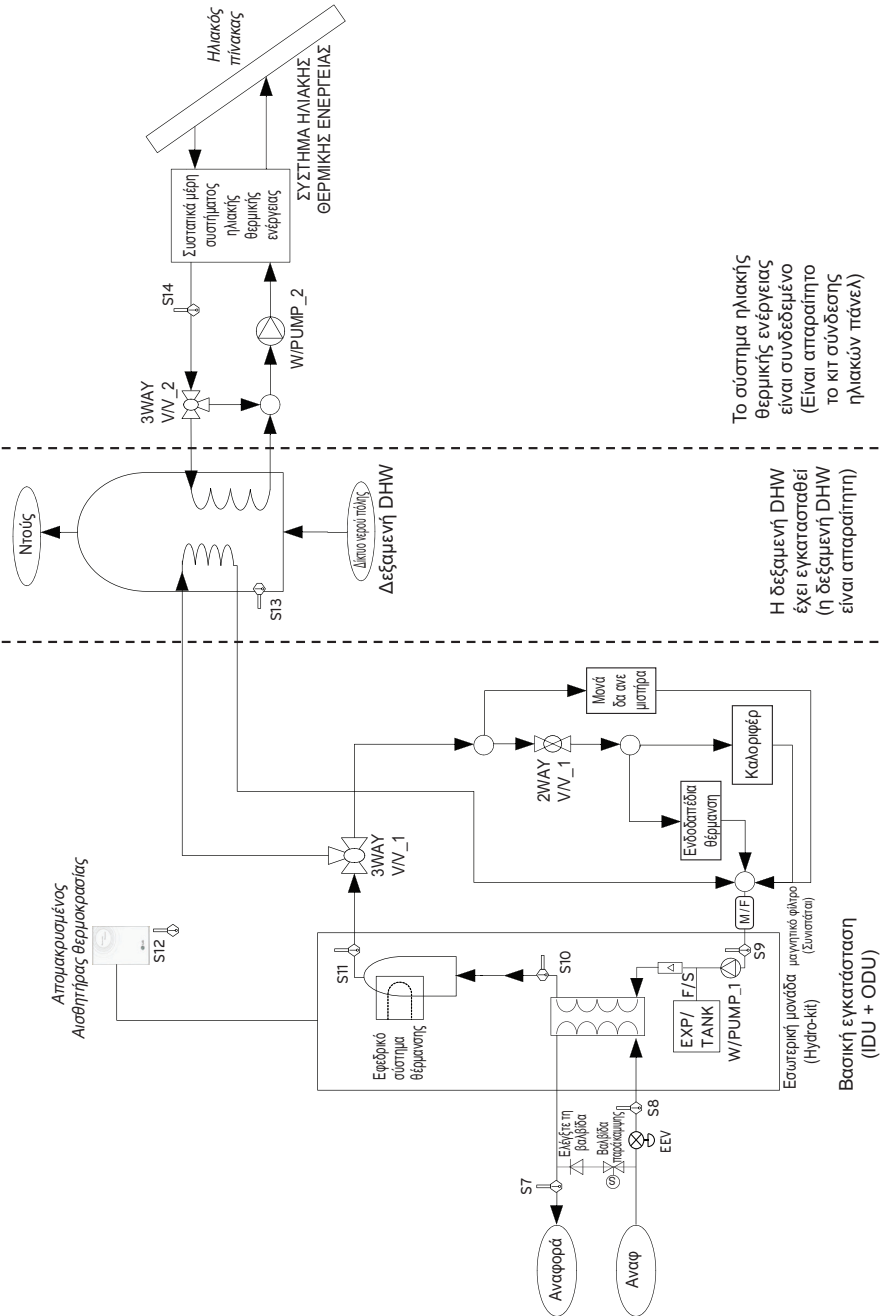 Ηλιακός
πίνακας
ΣΥΣΤΗΜΑ ΗΛΙΑΚΗΣ
ΘΕΡΜΙΚΗΣ ΕΝΕΡΓΕΙΑΣ
Συστατικά μέρη
συστήματος
ηλιακής
θερμικής
ενέργειας
S14
W/PUMP_2
3WAY
V/V_2
Το σύστημα ηλιακής
θερμικής ενέργειας
είναι συνδεδεμένο
(Είναι απαραίτητο
το κιτ σύνδεσης
ηλιακών πάνελ)
Ντούς
Δίκτυο νερού πόλης
Δεξαμενή DHW
S13
Η δεξαμενή DHW
έχει εγκατασταθεί
(η δεξαμενή DHW
είναι απαραίτητη)
Απομακρυσμένος
Αισθητήρας θερμοκρασίας
S12
3WAY
V/V_1
2WAY
V/V_1
Μονά
δα ανε
μιστήρα
Καλοριφέρ
Ενδοδαπέδια
θέρμανση
M/F
μαγνητικό φίλτρο
(Συνιστάται)
S11
Εφεδρικό
σύστημα
θέρμανσης
S10
S9
F/S
EXP/
TANK
W/PUMP_1
Εσωτερική μονάδα
(Hydro-kit)
Βασική εγκατάσταση
(IDU + ODU)
S7
Ελέγξτε τη
βαλβίδα
Βαλβίδα
παράκαμψης
S
S8
EEV
Αναφορά
Αναφ